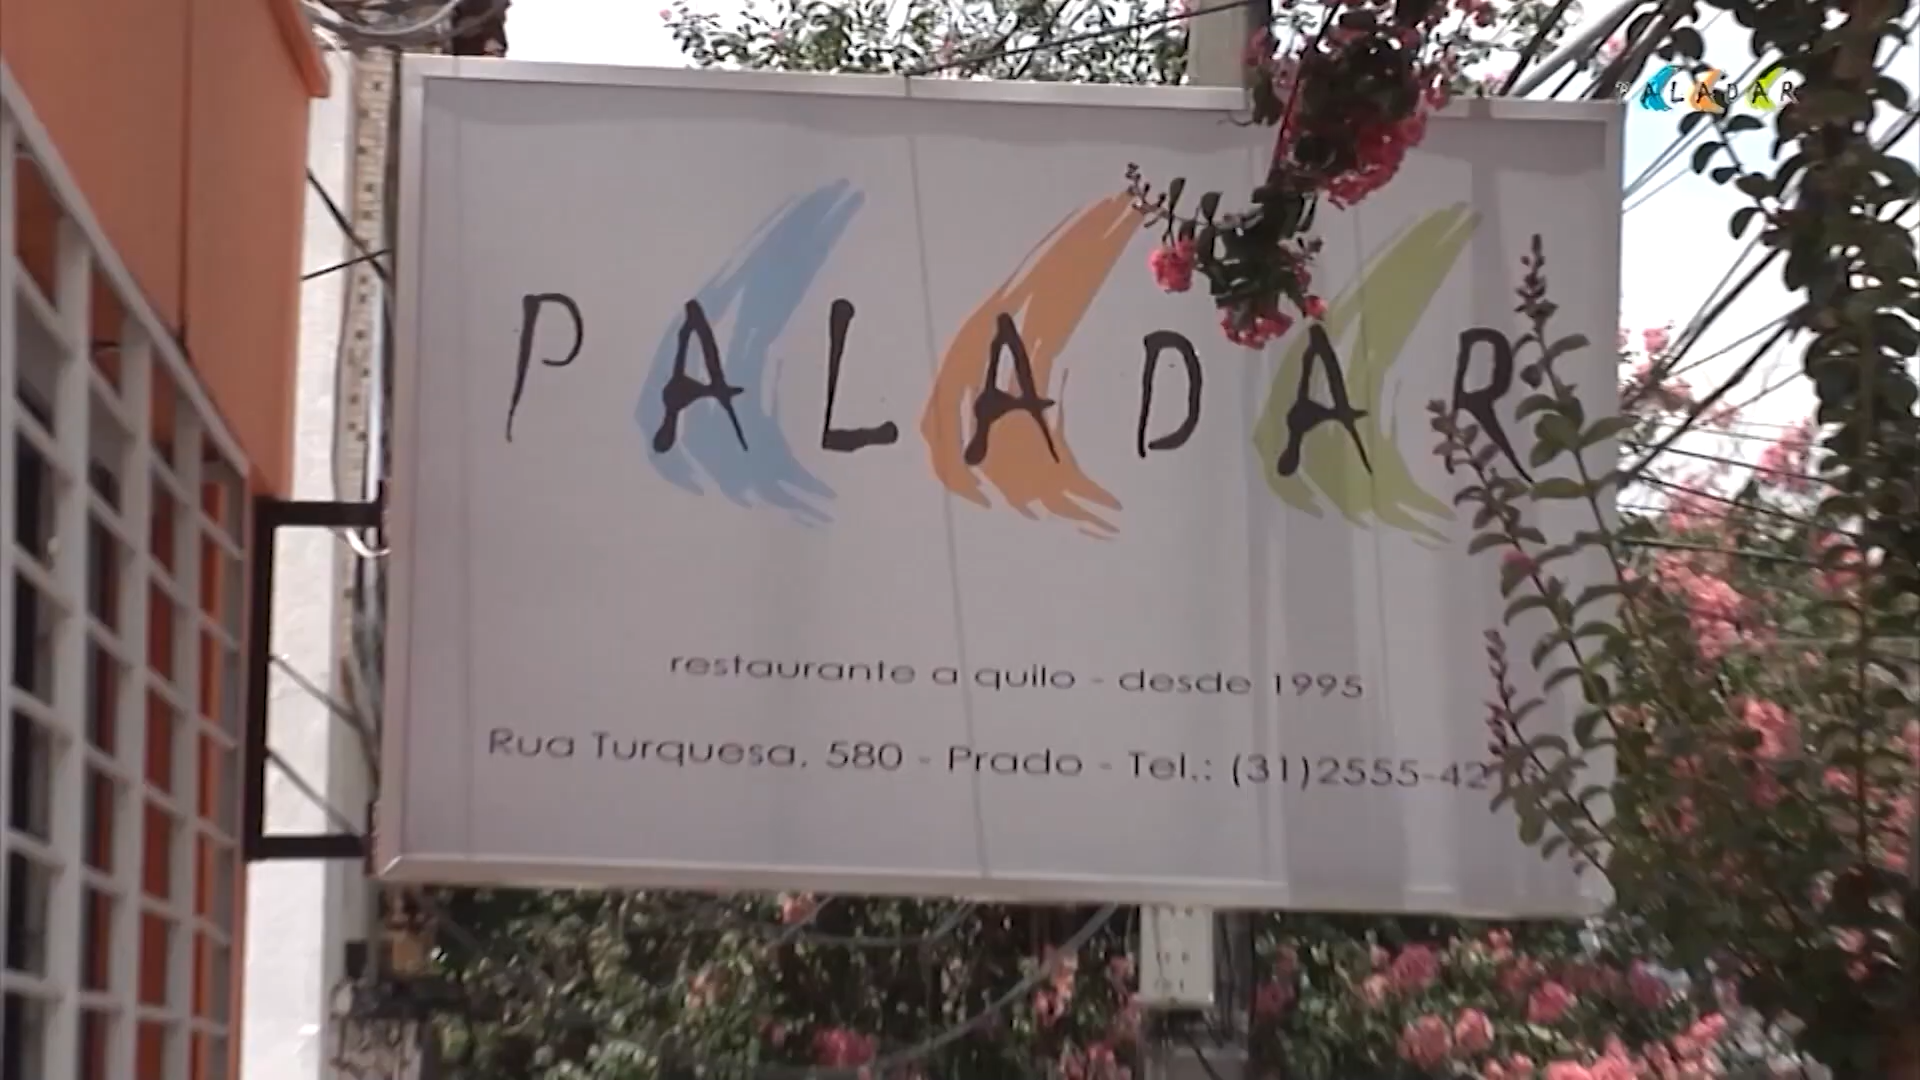 PALADAR
PALADAR
restaurante a quilo - desde 1995
Rua Turquesa, 580 - Prado - Tel.: (31)2555-42